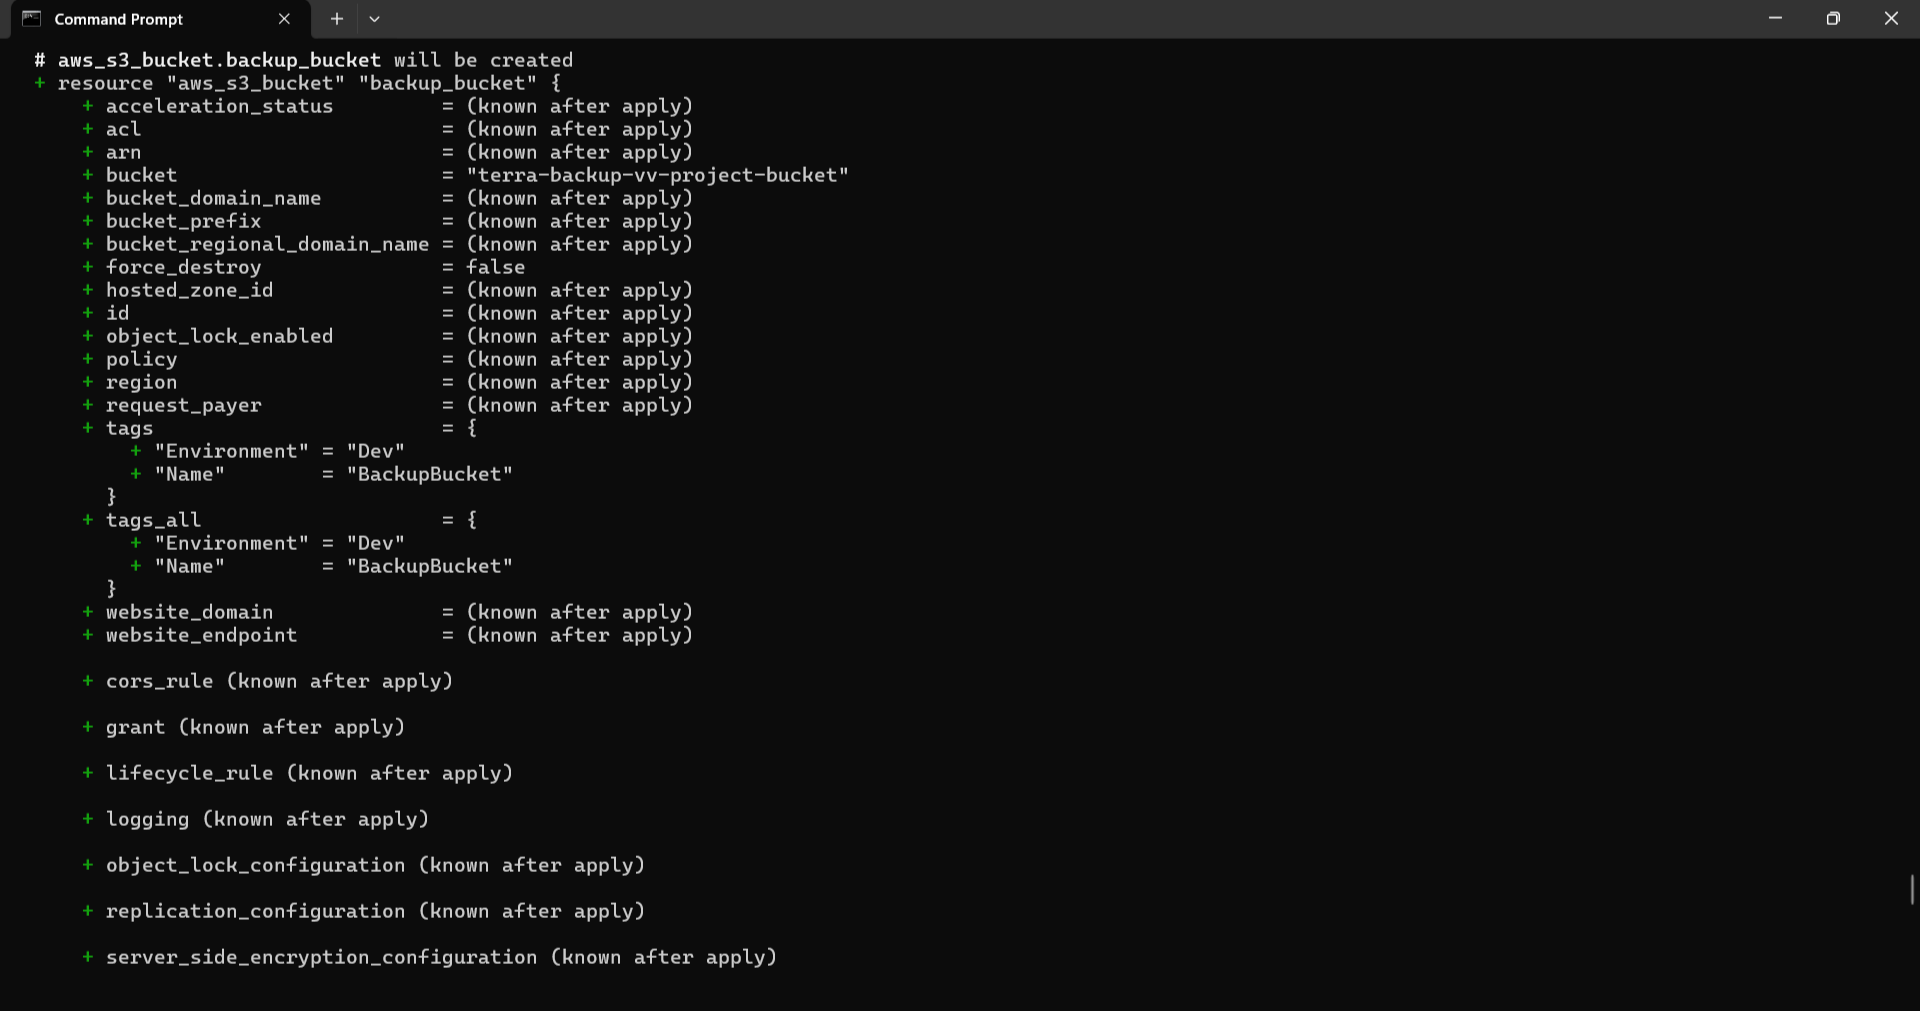 Command Prompt
# aws_s3_bucket.backup_bucket will be created
+ resource "aws_s3_bucket" "backup_bucket" {
+ acceleration_status = (known after apply)
+ acl = (known after apply)
+ arn = (known after apply)
+ bucket = "terra-backup-vv-project-bucket"
+ bucket_domain_name = (known after apply)
+ bucket_prefix = (known after apply)
+ bucket_regional_domain_name = (known after apply)
+ force_destroy = false
+ hosted_zone_id = (known after apply)
+ id = (known after apply)
+ object_lock_enabled = (known after apply)
+ policy = (known after apply)
+ region = (known after apply)
+ request_payer = (known after apply)
+ tags = {
+ "Environment" = "Dev"
+ "Name" = "BackupBucket"
}
+ tags_all = {
+ "Environment" = "Dev"
+ "Name" = "BackupBucket"
}
+ website_domain = (known after apply)
+ website_endpoint = (known after apply)
+ cors_rule (known after apply)
+ grant (known after apply)
+ lifecycle_rule (known after apply)
+ logging (known after apply)
+ object_lock_configuration (known after apply)
+ replication_configuration (known after apply)
+ server_side_encryption_configuration (known after apply)